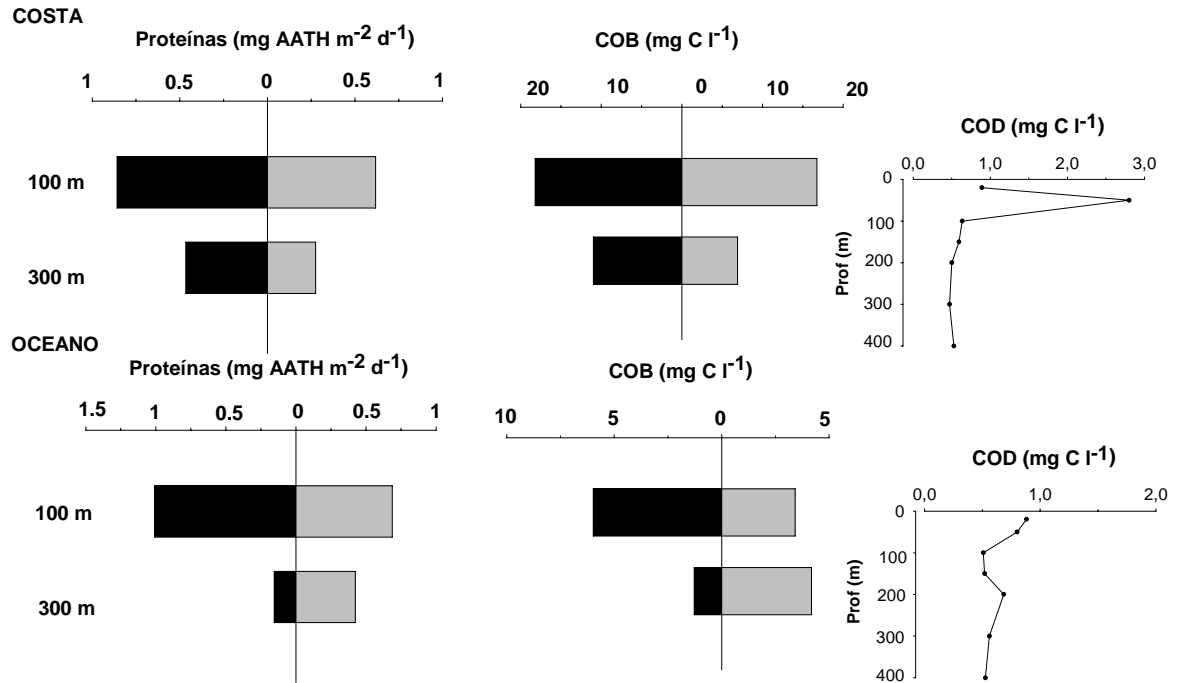 COSTA
Proteínas (mg AATH m-2 d-1)
COB (mg C l-1)
1 0.5 0 0.5 1
20 10 0 10 20
COD (mg C l-1)
0,0 1,0 2,0 3,0
100 m
300 m
0
100
200
300
400
Prof (m)
OCEANO
Proteínas (mg AATH m-2 d-1)
COB (mg C l-1)
1.5 1 0.5 0 0.5 1
10 5 0 5
COD (mg C l-1)
0,0 1,0 2,0
100 m
300 m
0
100
200
300
400
Prof (m)